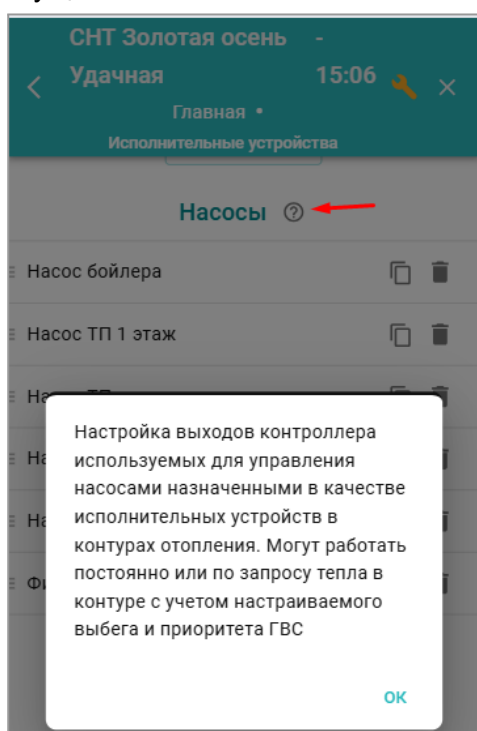 СНТ Золотая осень -
Удачная 15:06
Главная •
Исполнительные устройства
Насосы
Насос бойлера
Насос ТП 1 этаж
Настройка выходов контроллера
используемых для управления
насосами назначенными в качестве
исполнительных устройств в
контурах отопления. Могут работать
постоянно или по запросу тепла в
контуре с учетом настраиваемого
выбега и приоритета ГВС
ОК